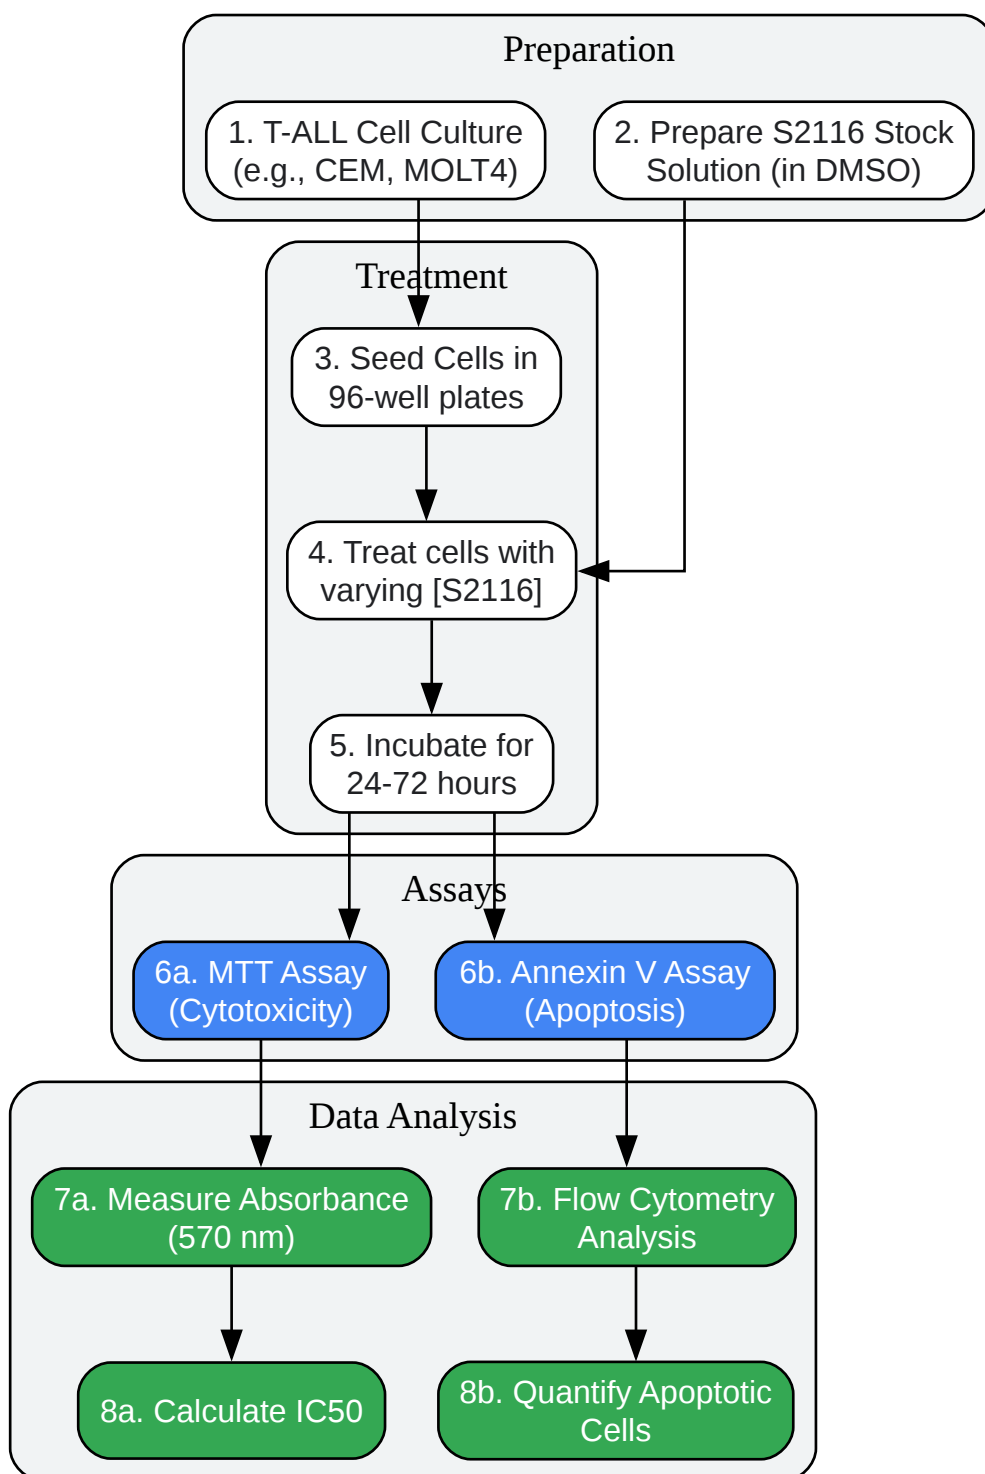 Preparation
1. T-ALL Cell Culture
(e.g., CEM, MOLT4)
2. Prepare S2116 Stock
Solution (in DMSO)
Treatment
3. Seed Cells in
96-well plates
4. Treat cells with
varying [S2116]
5. Incubate for
24-72 hours
Assays
6a. MTT Assay
(Cytotoxicity)
6b. Annexin V Assay
(Apoptosis)
Data Analysis
7a. Measure Absorbance
(570 nm)
7b. Flow Cytometry
Analysis
8a. Calculate IC50
8b. Quantify Apoptotic
Cells